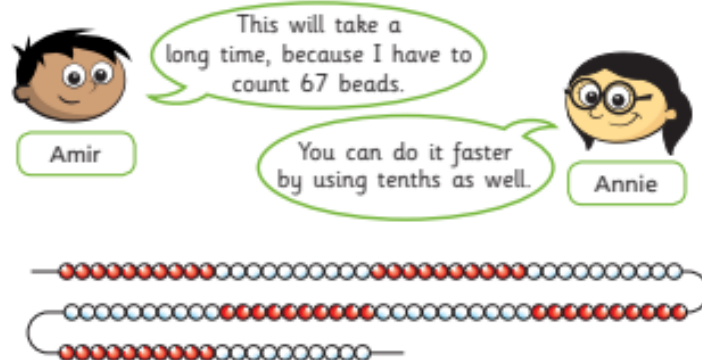 This will take a
long time, because I have to
count 67 beads.
Amir
You can do it faster
by using tenths as well.
Annie